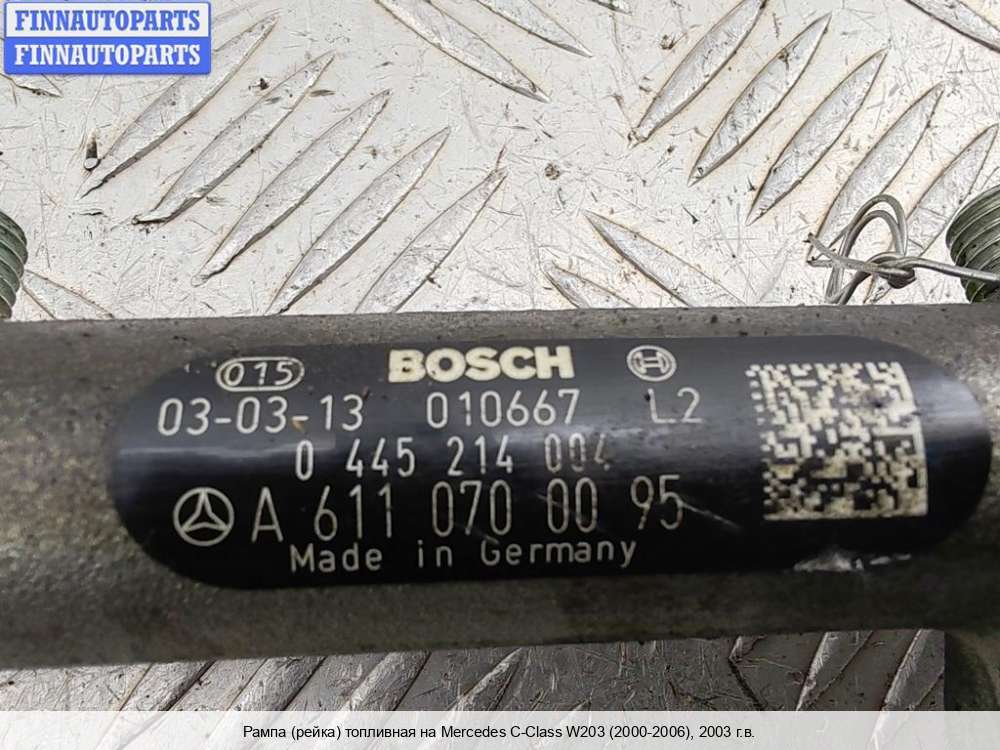 FINNAUTOPARTS
FINNAUTOPARTS
015 BOSCH
03-03-13 010667 L2
0 445 214 004
A 611 070 00 95
Made in Germany
Рампа (рейка) топливная на Mercedes C-Class W203 (2000-2006), 2003 г.в.